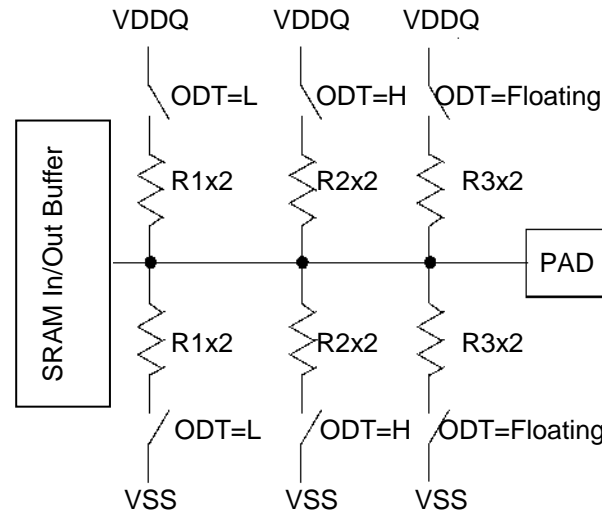 VDDQ VDDQ VDDQ
ODT=L ODT=H ODT=Floating
R1x2 R2x2 R3x2
SRAM In/Out Buffer
PAD
R1x2 R2x2 R3x2
ODT=L ODT=H ODT=Floating
VSS VSS VSS